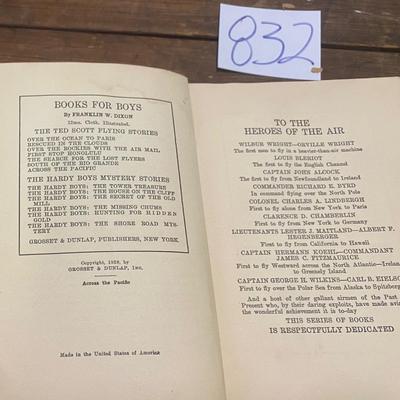 832
BOOKS FOR BOYS
By FRANKLIN W. DIXON
12mo. Cloth. Illustrated.
THE TED SCOTT FLYING STORIES
OVER THE OCEAN TO PARIS
RESCUED IN THE CLOUDS
OVER THE ROCKIES WITH THE AIR MAIL
FIRST STOP HONOLULU
THE SEARCH FOR THE LOST FLYERS
SOUTH OF THE RIO GRANDE
ACROSS THE PACIFIC
THE HARDY BOYS MYSTERY STORIES
THE HARDY BOYS: THE TOWER TREASURE
THE HARDY BOYS: THE HOUSE ON THE CLIFF
THE HARDY BOYS: THE SECRET OF THE OLD
MILL
THE HARDY BOYS: THE MISSING CHUMS
THE HARDY BOYS: HUNTING FOR HIDDEN
GOLD
THE HARDY BOYS: THE SHORE ROAD MYS-
TERY
GROSSET & DUNLAP, PUBLISHERS, NEW YORK
Copyright, 1928, by
GROSSET & DUNLAP, Inc.
Across the Pacific
Made in the United States of America
TO THE
HEROES OF THE AIR
WILBUR WRIGHT—ORVILLE WRIGHT
The first men to fly in a heavier-than-air machine
LOUIS BLERIOT
The first to fly the English Channel
CAPTAIN JOHN ALCOCK
The first to fly from Newfoundland to Ireland
COMMANDER RICHARD E. BYRD
In command flying over the North Pole
COLONEL CHARLES A. LINDBERGH
First to fly alone from New York to Paris
CLARENCE D. CHAMBERLIN
First to fly from New York to Germany
LIEUTENANTS LESTER J. MAITLAND—ALBERT F.
HEGENBERGER
First to fly from California to Hawaii
CAPTAIN HERMANN KOEHL—COMMANDANT
JAMES C. FITZMAURICE
First to fly Westward across the North Atlantic—Irelan
to Greenely Island
CAPTAIN GEORGE H. WILKINS—CARL B. EIELSO
First to fly over the Polar Sea from Alaska to Spitzberg
And a host of other gallant airmen of the Past
Present who, by their daring exploits, have made avi
the wonderful achievement it is to-day
THIS SERIES OF BOOKS
IS RESPECTFULLY DEDICATED